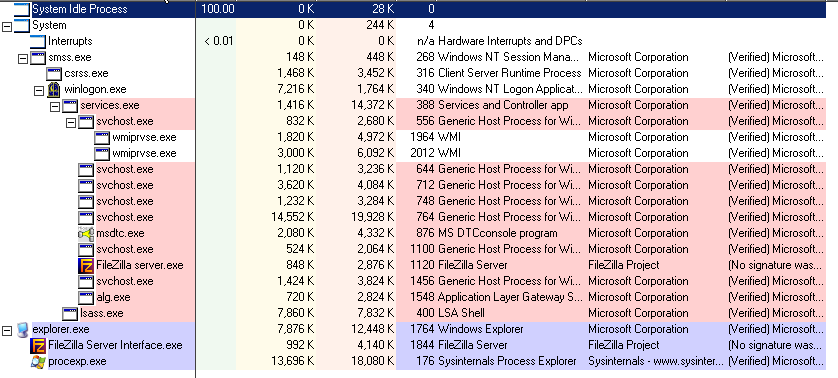 System Idle Process 100.00 0 K 28 K 0
System 0 K 244 K 4
Interrupts < 0.01 0 K 0 K n/a Hardware Interrupts and DPCs
smss.exe 148 K 448 K 268 Windows NT Session Mana... Microsoft Corporation (Verified) Microsoft...
csrss.exe 1,468 K 3,452 K 316 Client Server Runtime Process Microsoft Corporation (Verified) Microsoft...
winlogon.exe 7,216 K 1,764 K 340 Windows NT Logon Applicat... Microsoft Corporation (Verified) Microsoft...
services.exe 1,416 K 14,372 K 388 Services and Controller app Microsoft Corporation (Verified) Microsoft...
svchost.exe 832 K 2,680 K 556 Generic Host Process for Wi... Microsoft Corporation (Verified) Microsoft...
wmiprvse.exe 1,820 K 4,972 K 1964 WMI Microsoft Corporation (Verified) Microsoft...
wmiprvse.exe 3,000 K 6,092 K 2012 WMI Microsoft Corporation (Verified) Microsoft...
svchost.exe 1,120 K 3,236 K 644 Generic Host Process for Wi... Microsoft Corporation (Verified) Microsoft...
svchost.exe 3,620 K 4,084 K 712 Generic Host Process for Wi... Microsoft Corporation (Verified) Microsoft...
svchost.exe 1,232 K 3,284 K 748 Generic Host Process for Wi... Microsoft Corporation (Verified) Microsoft...
svchost.exe 14,552 K 19,928 K 764 Generic Host Process for Wi... Microsoft Corporation (Verified) Microsoft...
msdtc.exe 2,080 K 4,332 K 876 MS DTCconsole program Microsoft Corporation (Verified) Microsoft...
svchost.exe 524 K 2,064 K 1100 Generic Host Process for Wi... Microsoft Corporation (Verified) Microsoft...
FileZilla server.exe 848 K 2,876 K 1120 FileZilla Server FileZilla Project (No signature was...
svchost.exe 1,424 K 3,824 K 1456 Generic Host Process for Wi... Microsoft Corporation (Verified) Microsoft...
alg.exe 720 K 2,824 K 1548 Application Layer Gateway S... Microsoft Corporation (Verified) Microsoft...
lsass.exe 7,860 K 7,832 K 400 LSA Shell Microsoft Corporation (Verified) Microsoft...
explorer.exe 7,876 K 12,448 K 1764 Windows Explorer Microsoft Corporation (Verified) Microsoft...
FileZilla Server Interface.exe 992 K 4,140 K 1844 FileZilla Server FileZilla Project (No signature was...
procexp.exe 13,696 K 18,080 K 176 Sysinternals Process Explorer Sysinternals - www.sysinter... (Verified) Microsoft...